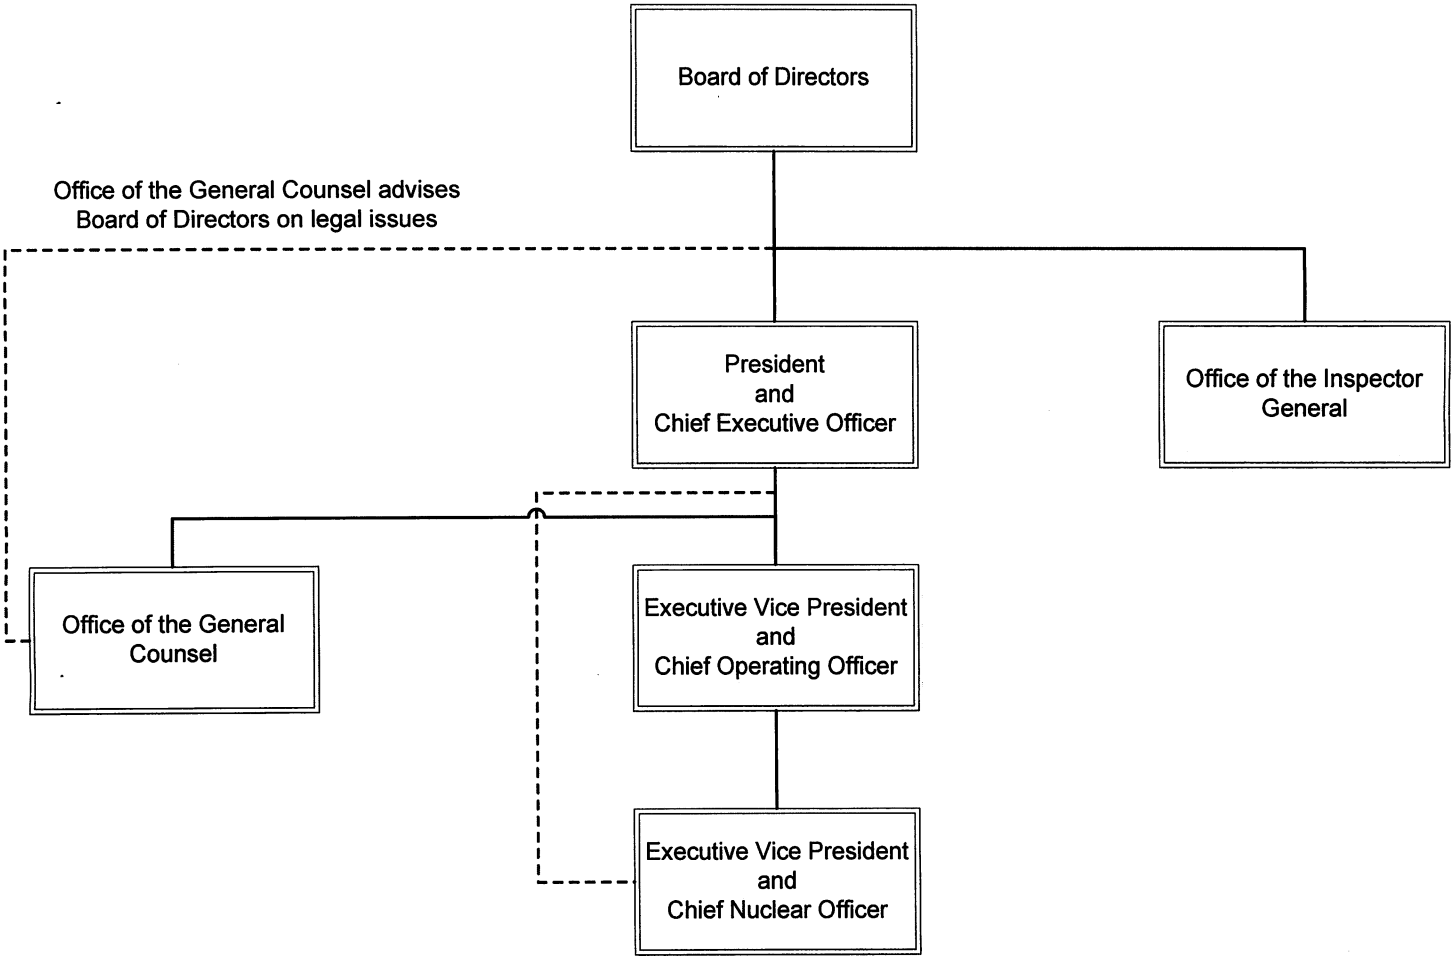 Board of Directors
Office of the General Counsel advises
Board of Directors on legal issues
President
and
Chief Executive Officer
Office of the Inspector
General
Office of the General
Counsel
Executive Vice President
and
Chief Operating Officer
Executive Vice President
and
Chief Nuclear Officer